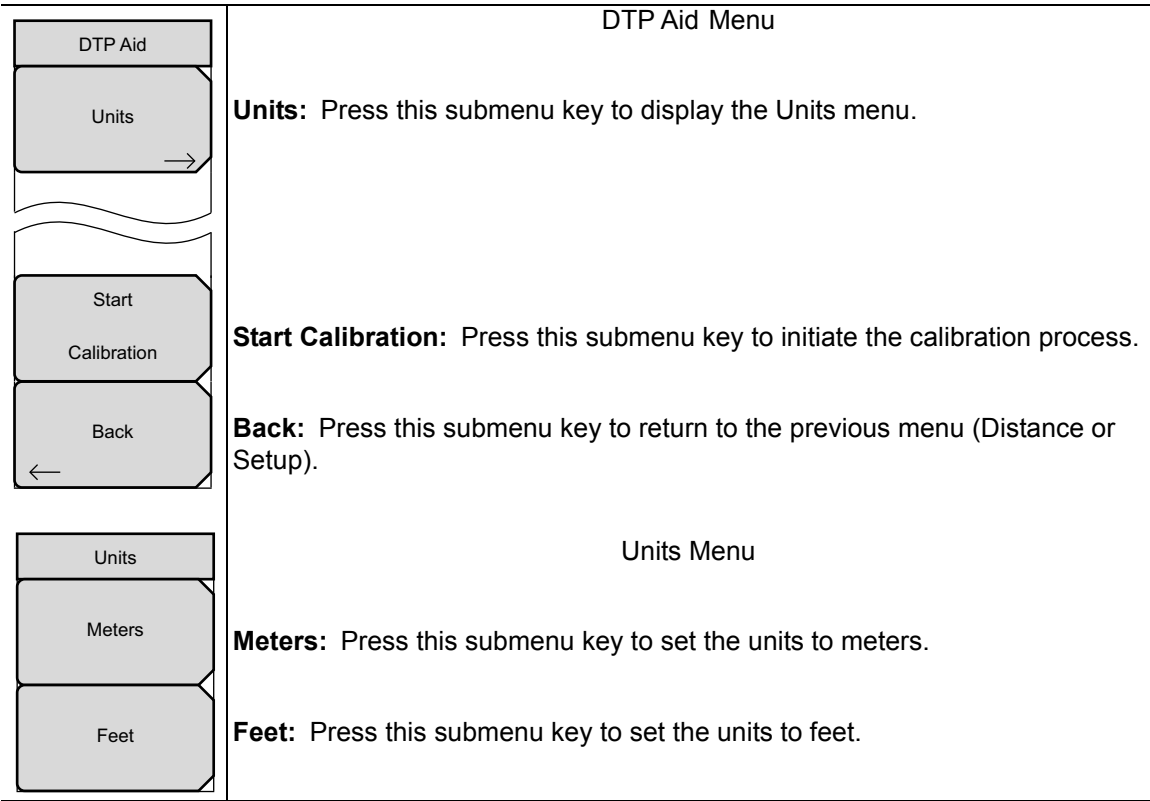 DTP Aid Menu
DTP Aid
Units
Units: Press this submenu key to display the Units menu.
Start
Calibration
Start Calibration: Press this submenu key to initiate the calibration process.
Back
Back: Press this submenu key to return to the previous menu (Distance or
Setup).
Units
Units Menu
Meters
Meters: Press this submenu key to set the units to meters.
Feet
Feet: Press this submenu key to set the units to feet.